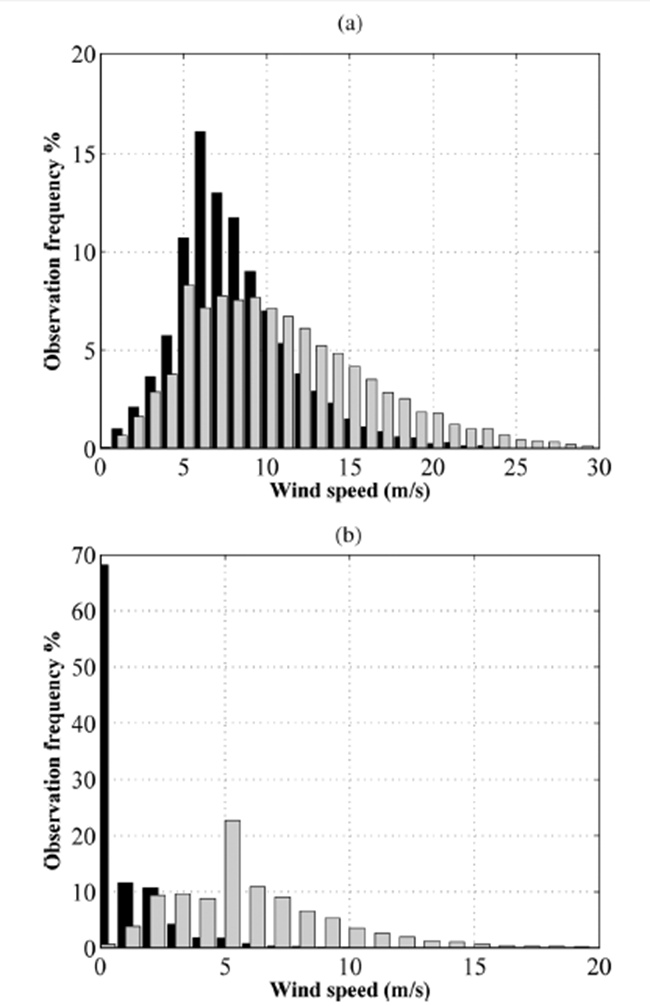 (a)
20
15
10
5
0
Observation frequency %
0 5 10 15 20 25 30
Wind speed (m/s)
(b)
70
60
50
40
30
20
10
0
Observation frequency %
0 5 10 15 20
Wind speed (m/s)